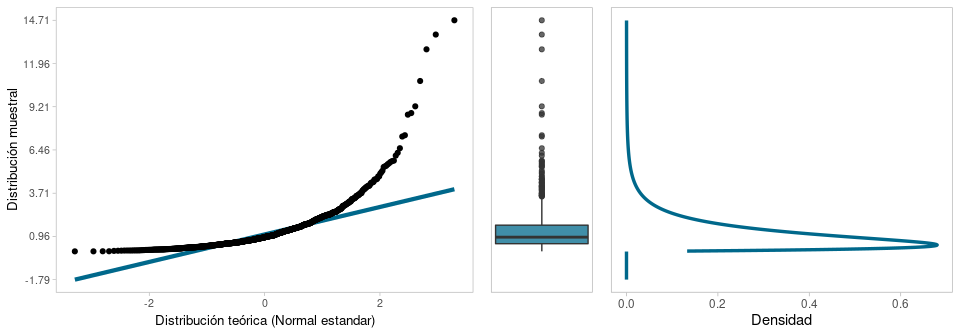 Distribución muestral
14.71
11.96
9.21
6.46
3.71
0.96
-1.79
-2 0 2
Distribución teórica (Normal estandar)
0.0 0.2 0.4 0.6
Densidad